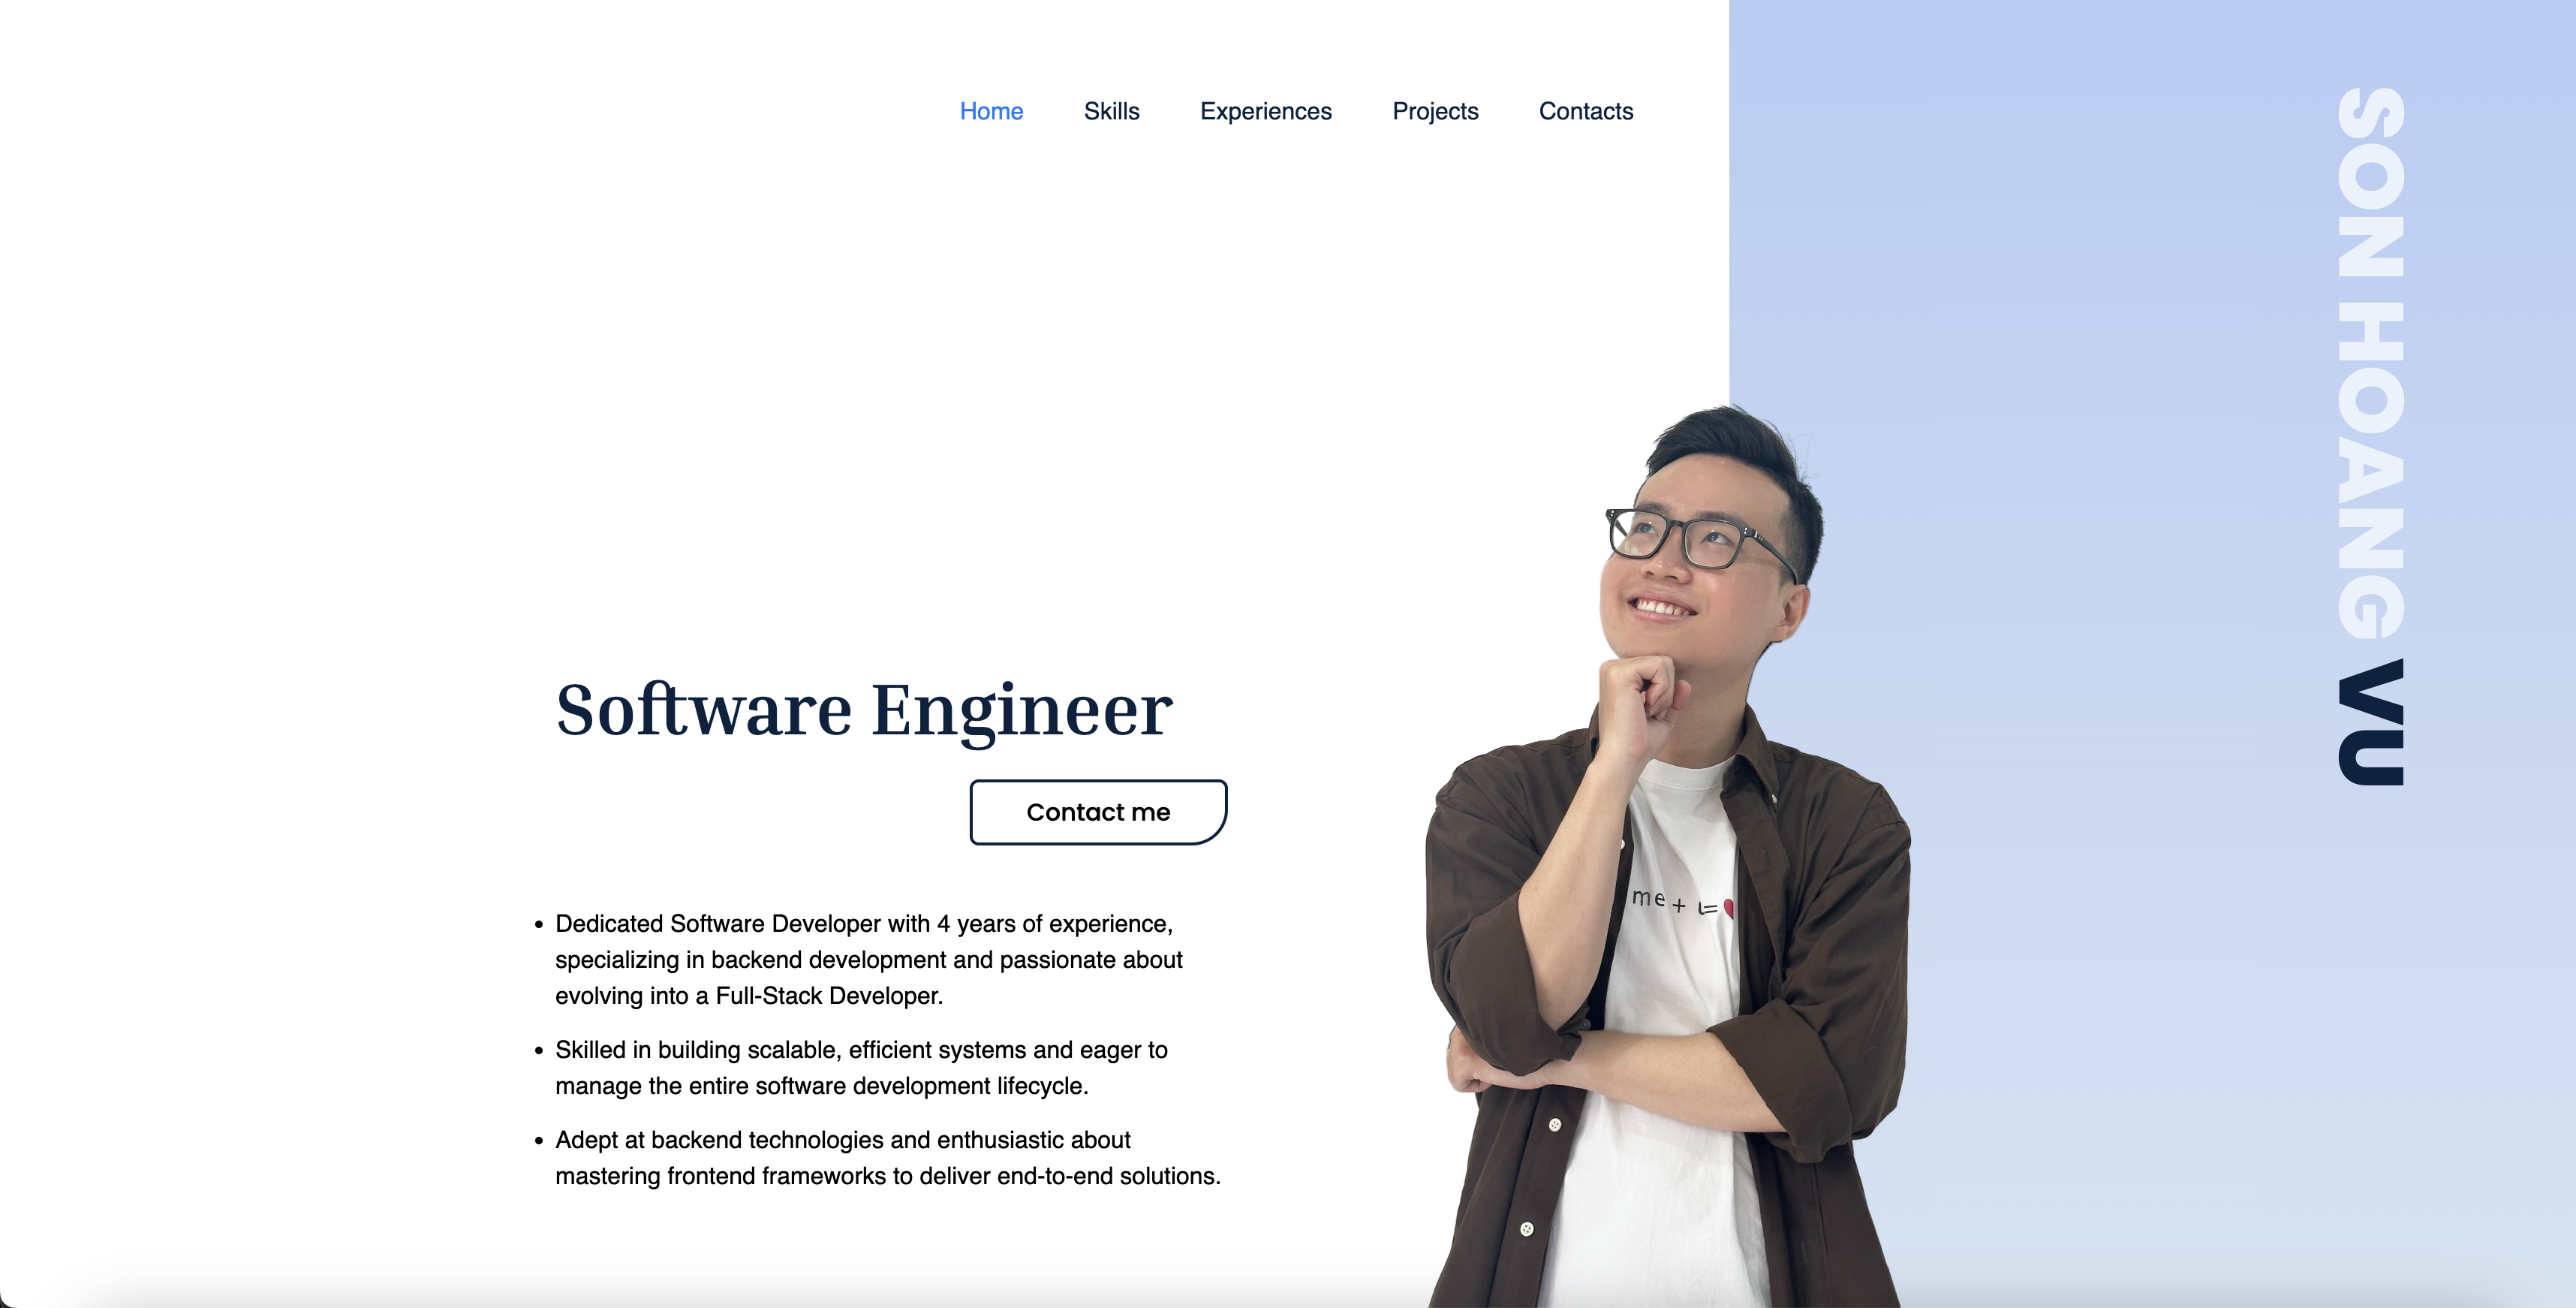 Home Skills Experiences Projects Contacts
SON HOANG VU
Software Engineer
Contact me
• Dedicated Software Developer with 4 years of experience,
specializing in backend development and passionate about
evolving into a Full-Stack Developer.
• Skilled in building scalable, efficient systems and eager to
manage the entire software development lifecycle.
• Adept at backend technologies and enthusiastic about
mastering frontend frameworks to deliver end-to-end solutions.
me +